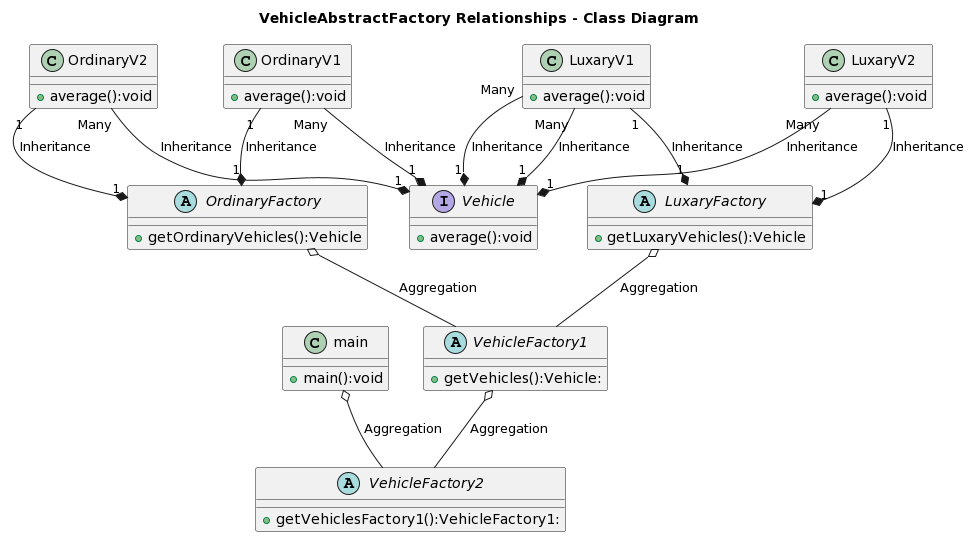 VehicleAbstractFactory Relationships - Class Diagram
C OrdinaryV2
average():void
C OrdinaryV1
average():void
C LuxaryV1
average():void
C LuxaryV2
average():void
Many
1 Many 1 Many Many 1 Many 1
Inheritance Inheritance Inheritance Inheritance Inheritance Inheritance Inheritance Inheritance Inheritance
1 1 1 1 1 1 1 1 1
A OrdinaryFactory
getOrdinaryVehicles():Vehicle
I Vehicle
average():void
A LuxaryFactory
getLuxaryVehicles():Vehicle
Aggregation Aggregation
C main
main():void
A VehicleFactory1
getVehicles():Vehicle:
Aggregation Aggregation
A VehicleFactory2
getVehiclesFactory1():VehicleFactory1: